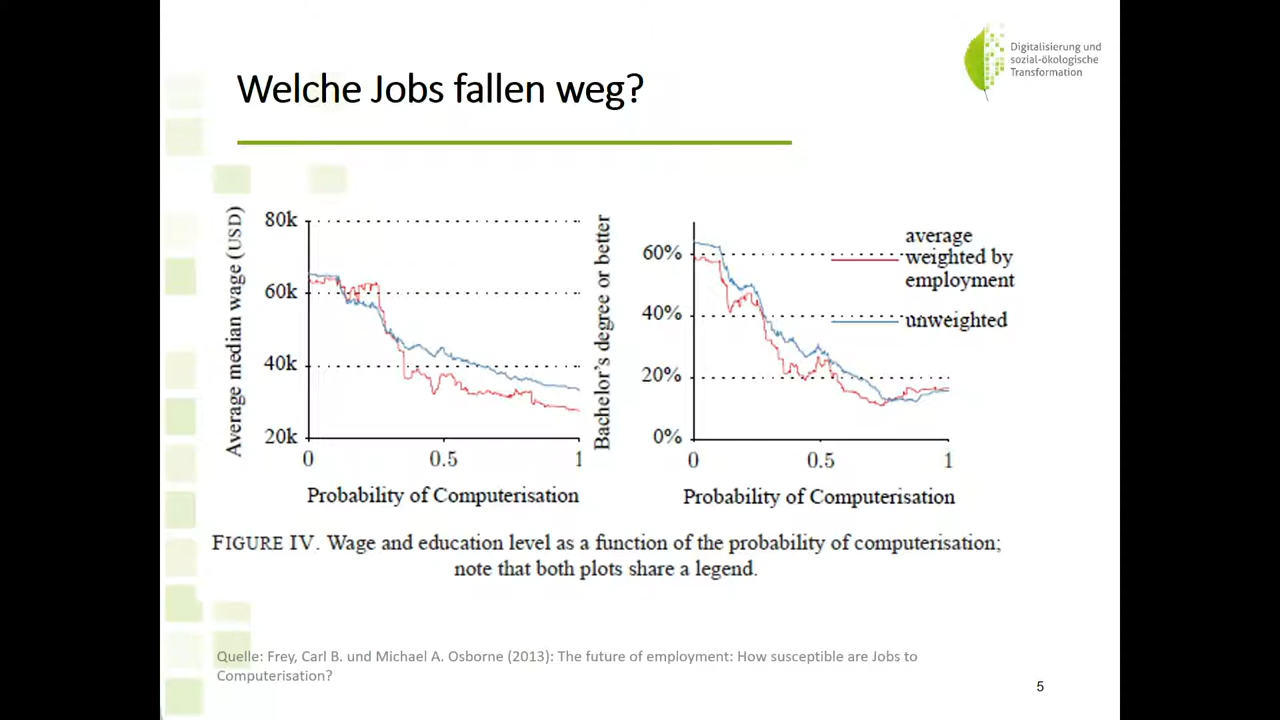 Digitalisierung und
sozial-ökologische
Transformation
Welche Jobs fallen weg?
Average median wage (USD)
80k
60k
40k
20k
0
0.5
1
Probability of Computerisation
Bachelor's degree or better
60%
40%
20%
0%
0
0.5
1
Probability of Computerisation
average
weighted by
employment
unweighted
FIGURE IV. Wage and education level as a function of the probability of computerisation;
note that both plots share a legend.
Quelle: Frey, Carl B. und Michael A. Osborne (2013): The future of employment: How susceptible are Jobs to
Computerisation?
5